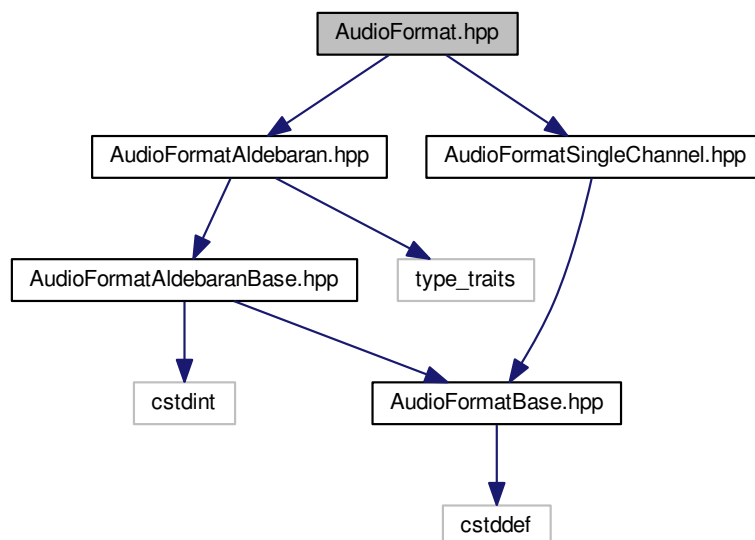 AudioFormat.hpp
AudioFormatAldebaran.hpp
AudioFormatSingleChannel.hpp
AudioFormatAldebaranBase.hpp
type_traits
cstdint
AudioFormatBase.hpp
cstddef